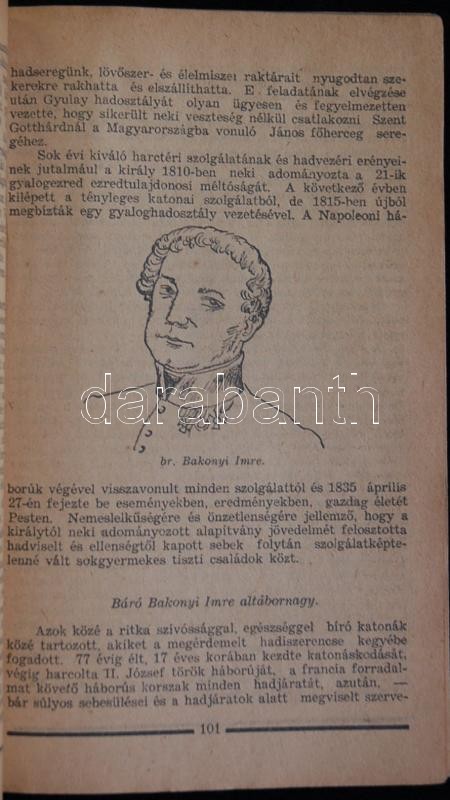 hadseregünk, lövőszer- és élelmiszer raktárait nyugodtan sze-
kerekre rakhatta és elszállíthatta. E feladatának elvégzése
után Gyulay hadosztályát olyan ügyesen és fegyelmezetten
vezette, hogy sikerült neki veszteség nélkül csatlakozni Szent
Gotthárdnál a Magyarországba vonuló János főherceg sere-
géhez.
Sok évi kiváló harctéri szolgálatának és hadvezéri erényei-
nek jutalmául a király 1810-ben neki adományozta a 21-ik
gyalogezred ezredtulajdonosi méltóságát. A következő évben
kilépett a tényleges katonai szolgálatból, de 1815-ben újból
megbízták egy gyaloghadosztály vezetésével. A Napoleoni há-
darabanth
br. Bakonyi Imre.
borúk végével visszavonult minden szolgálattól és 1835 április
27-én fejezte be eseményekben, eredményekben, gazdag életét
Pesten. Nemeslelkűségére és önzetlenségére jellemző, hogy a
királytól neki adományozott alapítvány jövedelmét felosztotta
hadviselt és ellenségtől kapott sebek folytán szolgálatképte-
lenné vált sokgyermekes tiszti családok közt.
Báró Bakonyi Imre altábornagy.
Azok közé a ritka szívóssággal, egészséggel bíró katonák
közé tartozott, akiket a megérdemelt hadiszerencse kegyébe
fogadott. 77 évig élt, 17 éves korában kezdte katonáskodását,
végig harcolta II. József török háborúját, a francia forradal-
mat követő háborús korszak minden hadjáratát, azután, —
bár súlyos sebesülései és a hadjáratok alatt megviselt szerve-
101